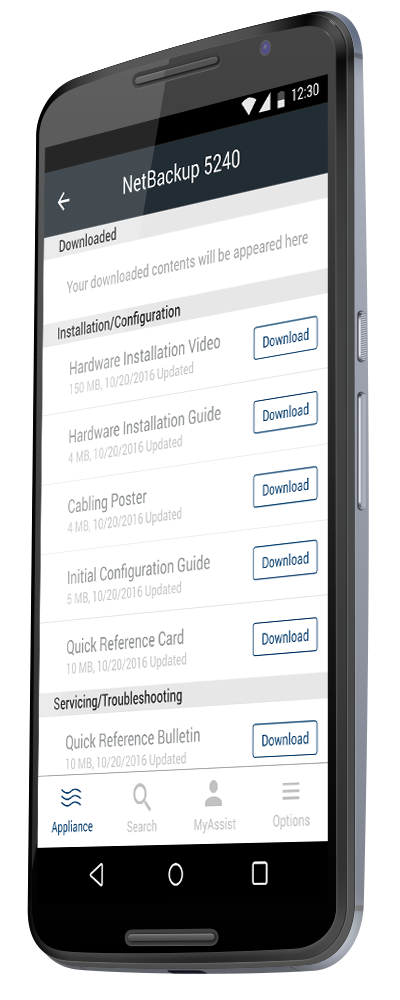 12:30
NetBackup 5240
Downloaded
Your downloaded contents will be appeared here
Installation/Configuration
Hardware Installation Video
150 MB, 10/20/2016 Updated
Download
Hardware Installation Guide
4 MB, 10/20/2016 Updated
Download
Cabling Poster
4 MB, 10/20/2016 Updated
Download
Initial Configuration Guide
5 MB, 10/20/2016 Updated
Download
Quick Reference Card
10 MB, 10/20/2016 Updated
Download
Servicing/Troubleshooting
Quick Reference Bulletin
10 MB, 10/20/2016 Updated
Download
Appliance
Search
MyAssist
Options